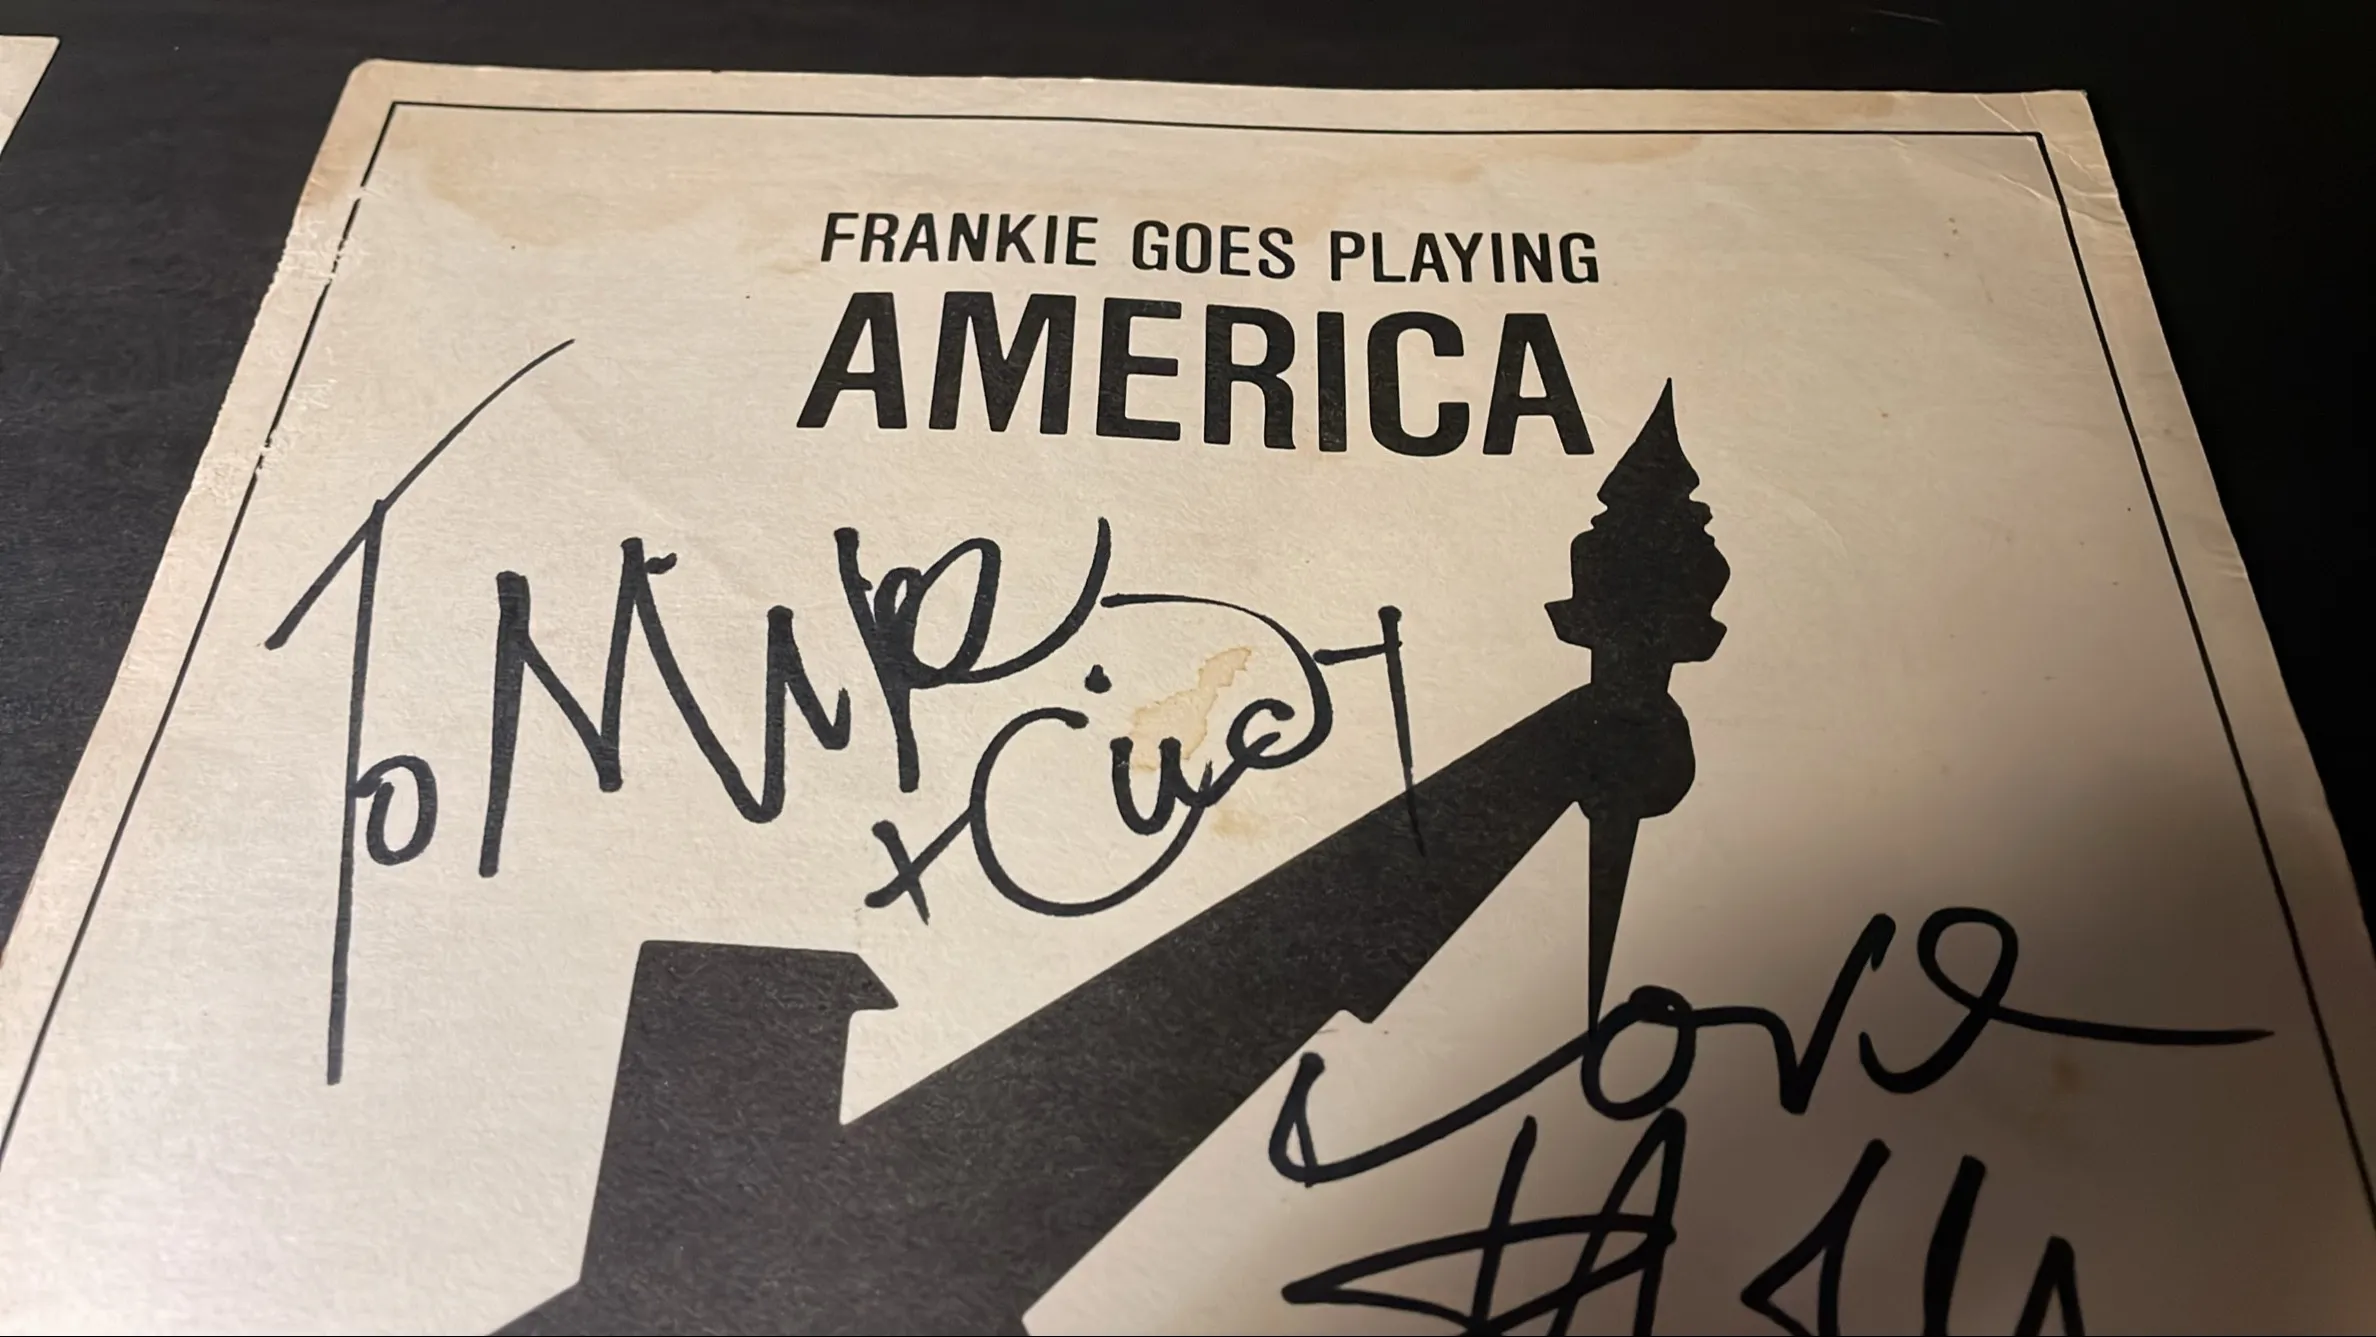 FRANKIE GOES PLAYING
AMERICA
To Mike
+
Love